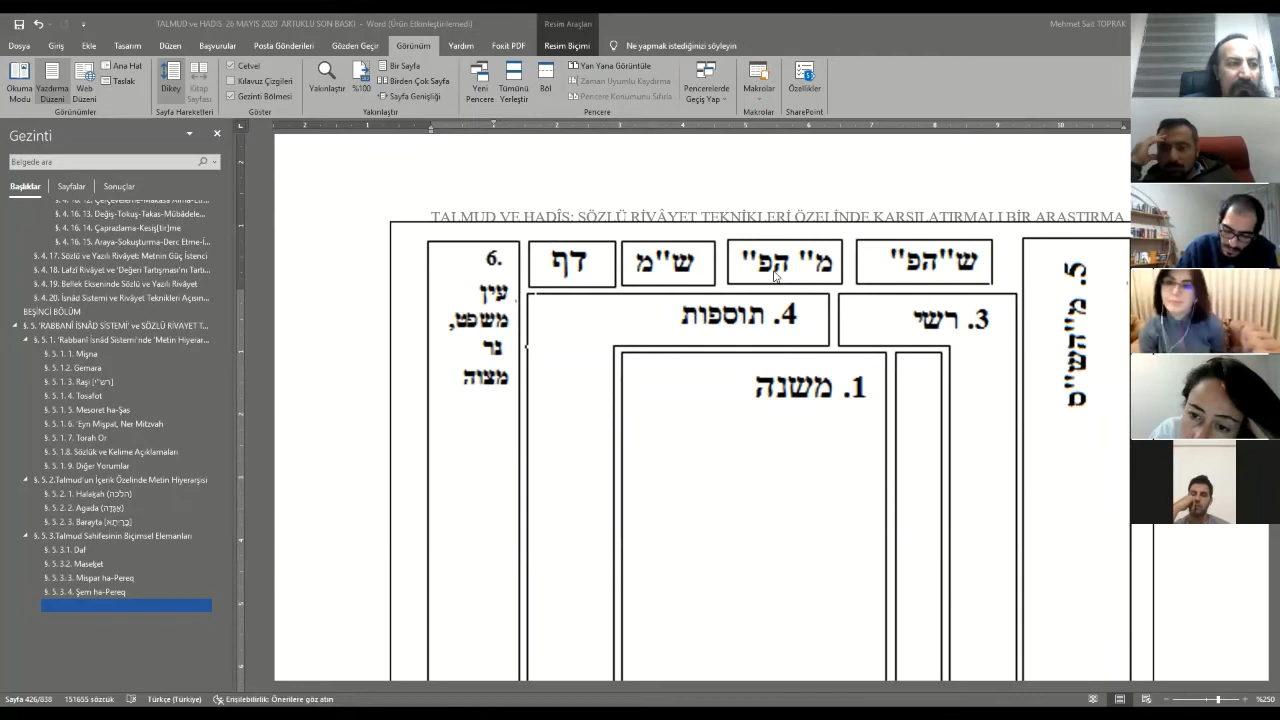 TALMUD ve HADİS 26 MAYIS 2020 ARTUKLU SON BASKI - Word (Ürün Etkinleştirilemedi)
Resim Araçları
Mehmet Sait TOPRAK
Dosya Giriş Ekle Tasarım Düzen Başvurular Posta Gönderileri Gözden Geçir Görünüm Yardım Foxit PDF Resim Biçimi Ne yapmak istediğinizi söyleyin
Okuma Modu
Yazdırma Düzeni
Web Düzeni
Ana Hat
Taslak
Görünümler
Dikey
Kitap Sayfası
Sayfa Hareketleri
Cetvel
Kılavuz Çizgileri
Gezinti Bölmesi
Göster
Yakınlaştır
%100
Bir Sayfa
Birden Çok Sayfa
Sayfa Genişliği
Yakınlaştır
Yeni Pencere
Tümünü Yerleştir
Böl
Yan Yana Görüntüle
Zaman Uyumlu Kaydırma
Pencere Konumunu Sıfırla
Pencere
Pencerelerde Geçiş Yap
Makrolar
Makrolar
Özellikler
SharePoint
Gezinti
Belgede ara
Başlıklar Sayfalar Sonuçlar
§. 4. 16. 13. Değiş-Tokuş-Takas-Mübâdele...
§. 4. 16. 14. Çaprazlama-Kesiş[tir]me
§. 4. 16. 15. Araya-Sokuşturma-Derc Etme-İ...
§. 4. 17. Sözlü ve Yazılı Metnin Güç İstenci
§. 4. 18. Lafzî Rivâyet ve 'Değeri Tartışması'nı Tartı...
§. 4. 19. Bellek Ekseninde Sözlü ve Yazılı Rivâyet
§. 4. 20. İsnâd Sistemi ve Rivâyet Teknikleri Açısın...
BEŞİNCİ BÖLÜM
§. 5. 'RABBANÎ İSNÂD SİSTEMİ' ve SÖZLÜ RİVÂYET T...
§. 5. 1. 'Rabbanî İsnâd Sistemi'nde 'Metin Hiyerar...
§. 5. 1. 1. Mişna
§. 5. 1.2. Gemara
§. 5. 1. 3. Raşi [רש"י]
§. 5. 1. 4. Tosafot
§. 5. 1. 5. Mesoret ha-Şas
§. 5. 1. 6. 'Eyn Mişpat, Ner Mitzvah
§. 5. 1. 7. Torah Or
§. 5. 1.8. Sözlük ve Kelime Açıklamaları
§. 5. 1. 9. Diğer Yorumlar
§. 5. 2.Talmud'un İçerik Özelinde Metin Hiyerarşisi
§. 5. 2. 1. Halakah (הלכה)
§. 5. 2. 2. Agada (אַגָּדָה)
§. 5. 2. 3. Barayta [בָּרַיְתָא]
§. 5. 3.Talmud Sahifesinin Biçimsel Elemanları
§. 5. 3.1. Daf
§. 5. 3.2. Maseket
§. 5. 3. 3. Mispar ha-Pereq
§. 5. 3. 4. Şem ha-Pereq
TALMUD VE HADÎS: SÖZLÜ RİVÂYET TEKNİKLERİ ÖZELİNDE KARŞILATIRMALI BİR ARAŞTIRMA
ש"הפ" מ" הפ" ש"מ דף
6. עין משפט, נר מצוה
3. רשי
4. תוספות
5. מ"הש"ס
1. משנה
Sayfa 426/838 151655 sözcük Türkçe (Türkiye) Erişilebilirlik: Önerilere göz atın
%250